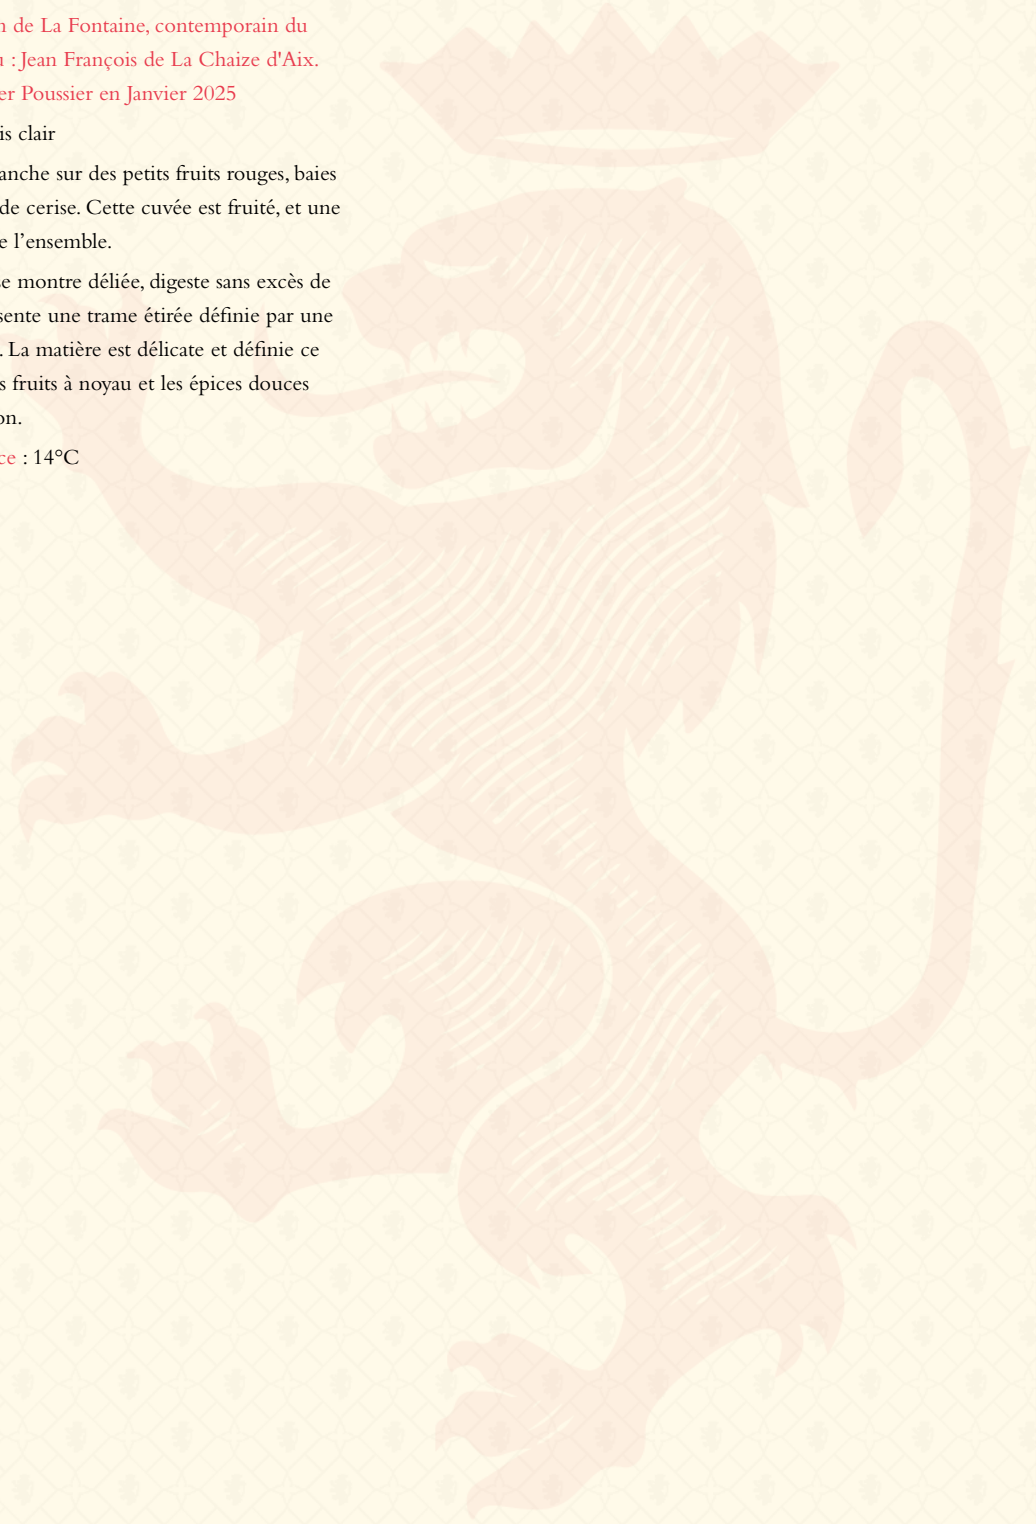 n de La Fontaine, contemporain du
u : Jean François de La Chaize d'Aix.
er Poussier en Janvier 2025
is clair
anche sur des petits fruits rouges, baies
de cerise. Cette cuvée est fruité, et une
e l’ensemble.
e montre déliée, digeste sans excès de
sente une trame étirée définie par une
. La matière est délicate et définie ce
s fruits à noyau et les épices douces
on.
ce : 14°C